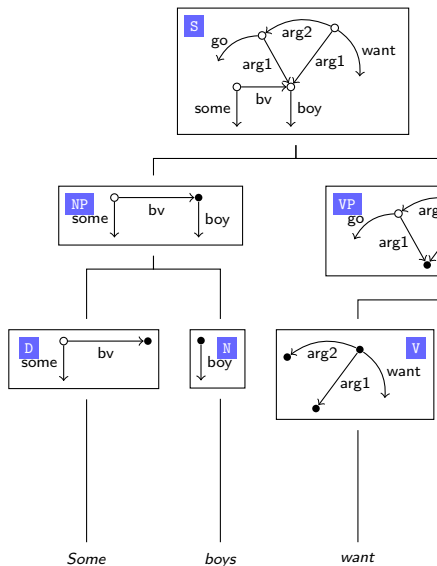 S
go
arg2
want
arg1
arg1
some
bv
boy
NP
some
bv
boy
VP
go
arg1
D
some
bv
N
boy
V
arg2
arg1
want
Some
boys
want